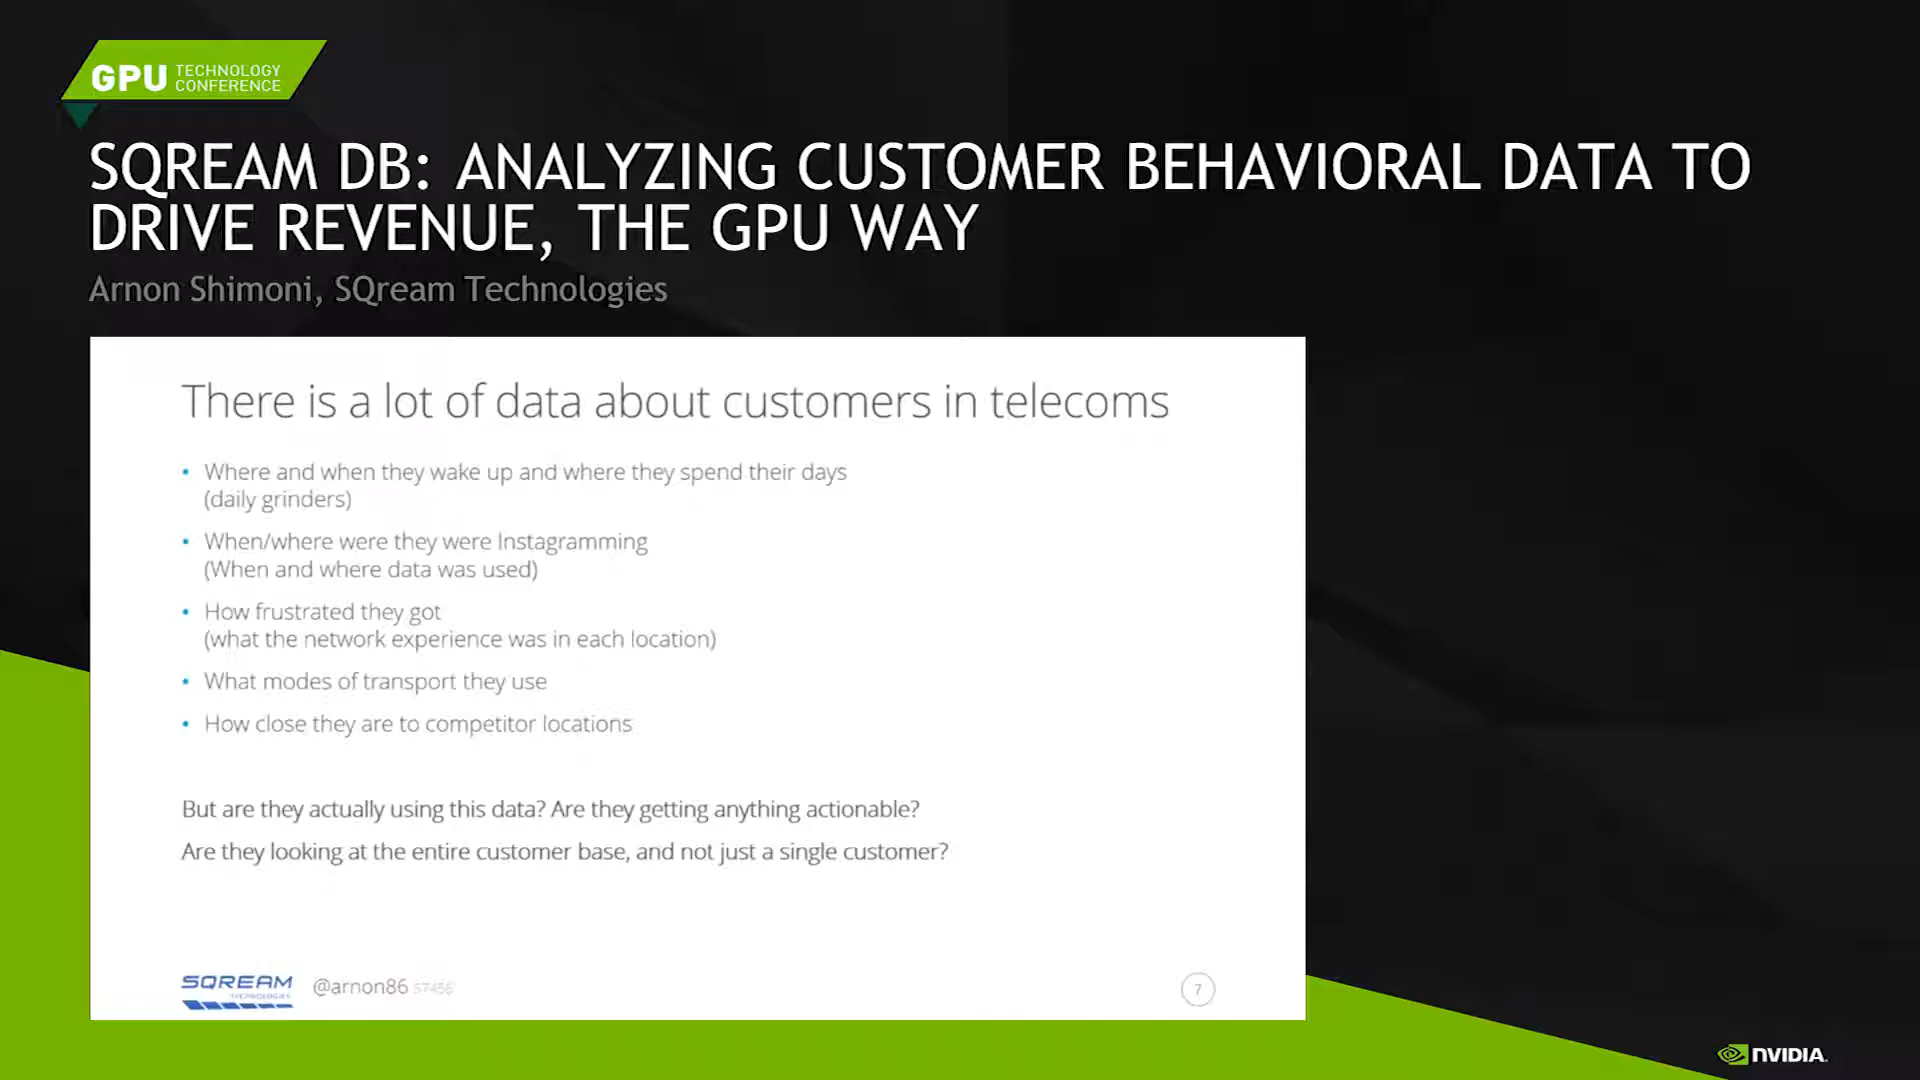 GPU TECHNOLOGY
CONFERENCE
SQREAM DB: ANALYZING CUSTOMER BEHAVIORAL DATA TO
DRIVE REVENUE, THE GPU WAY
Arnon Shimoni, SQream Technologies
There is a lot of data about customers in telecoms
• Where and when they wake up and where they spend their days
(daily grinders)
• When/where were they were Instagramming
(When and where data was used)
• How frustrated they got
(what the network experience was in each location)
• What modes of transport they use
• How close they are to competitor locations
But are they actually using this data? Are they getting anything actionable?
Are they looking at the entire customer base, and not just a single customer?
SQREAM
TECHNOLOGIES
@arnon86 S7456
7
NVIDIA.